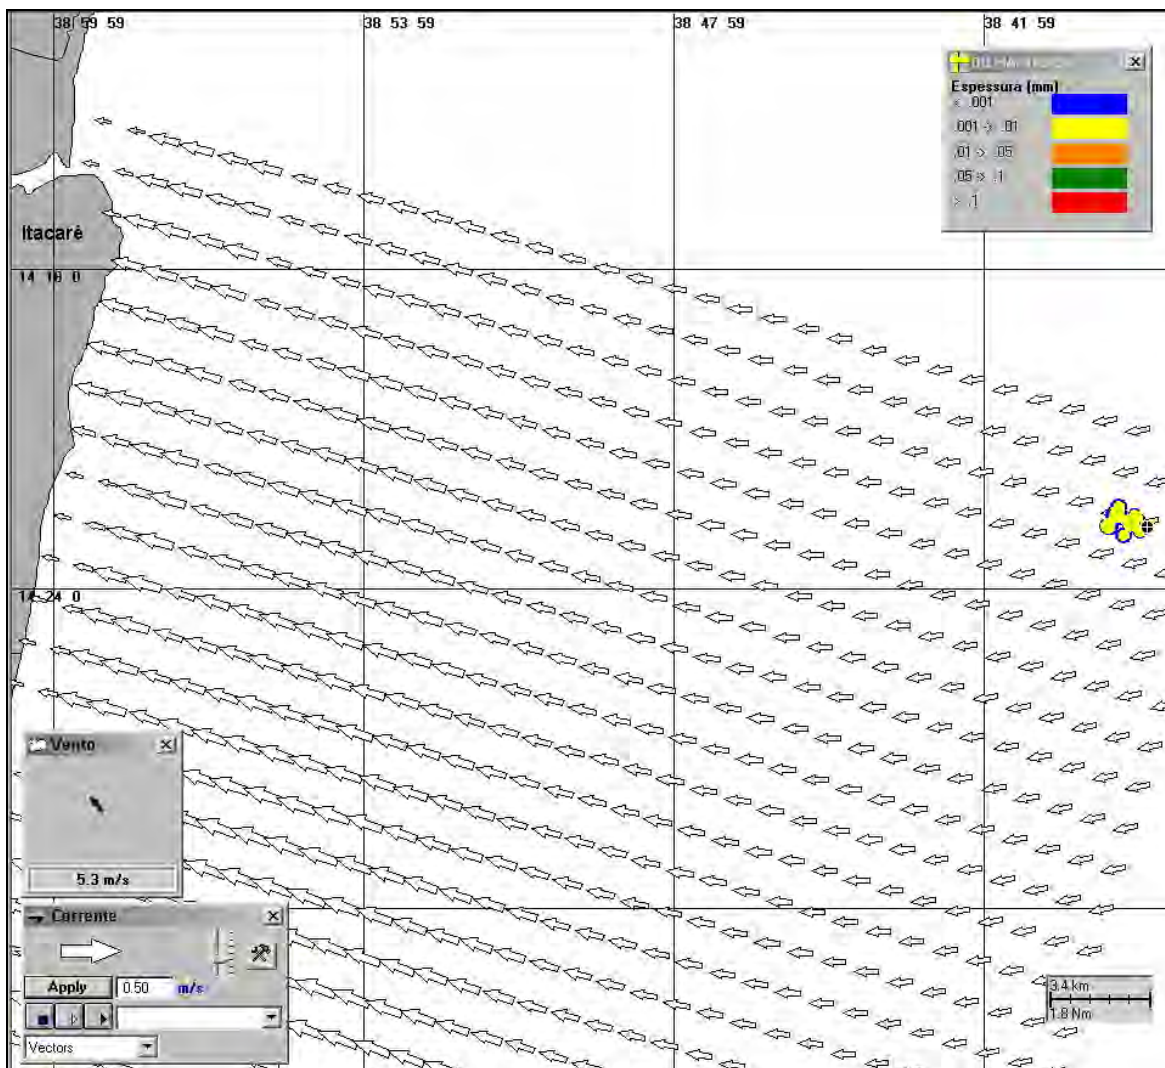 38 59 59
38 53 59
38 47 59
38 41 59
Espessura (mm)
< .001
.001 -> .01
.01 -> .05
.05 -> .1
> .1
Itacaré
14 18 0
14 24 0
Vento
5.3 m/s
Corrente
Apply
0.50
m/s
Vectors
3.4 km
1.8 Nm